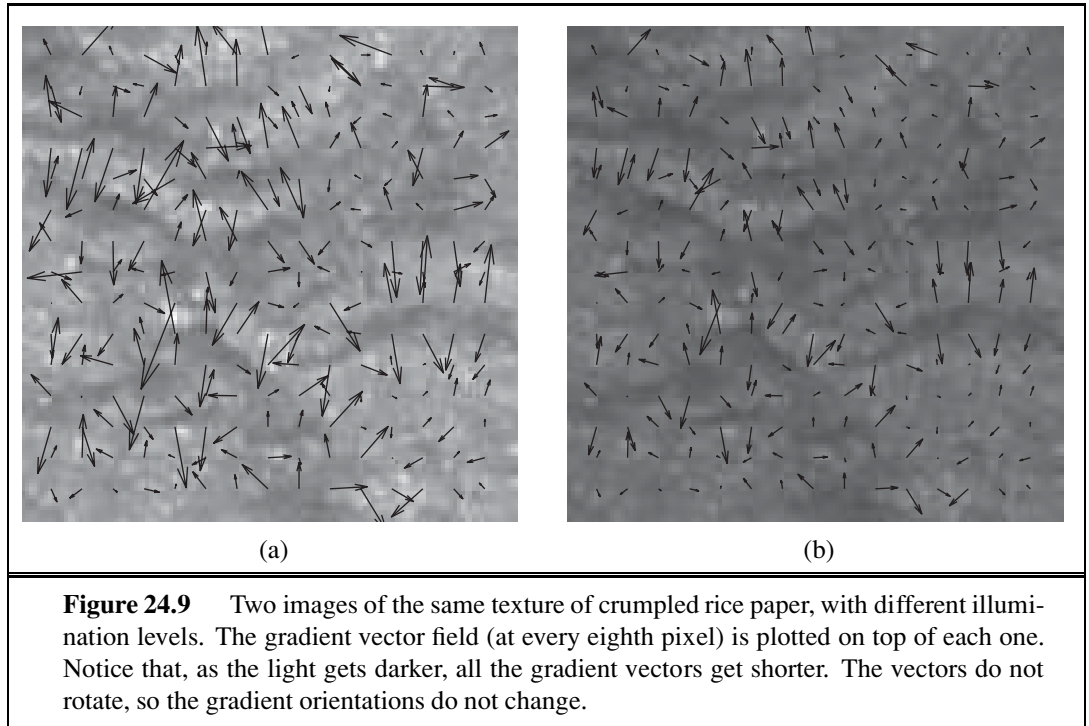 (a)
(b)
Figure 24.9 Two images of the same texture of crumpled rice paper, with different illumi-
nation levels. The gradient vector field (at every eighth pixel) is plotted on top of each one.
Notice that, as the light gets darker, all the gradient vectors get shorter. The vectors do not
rotate, so the gradient orientations do not change.